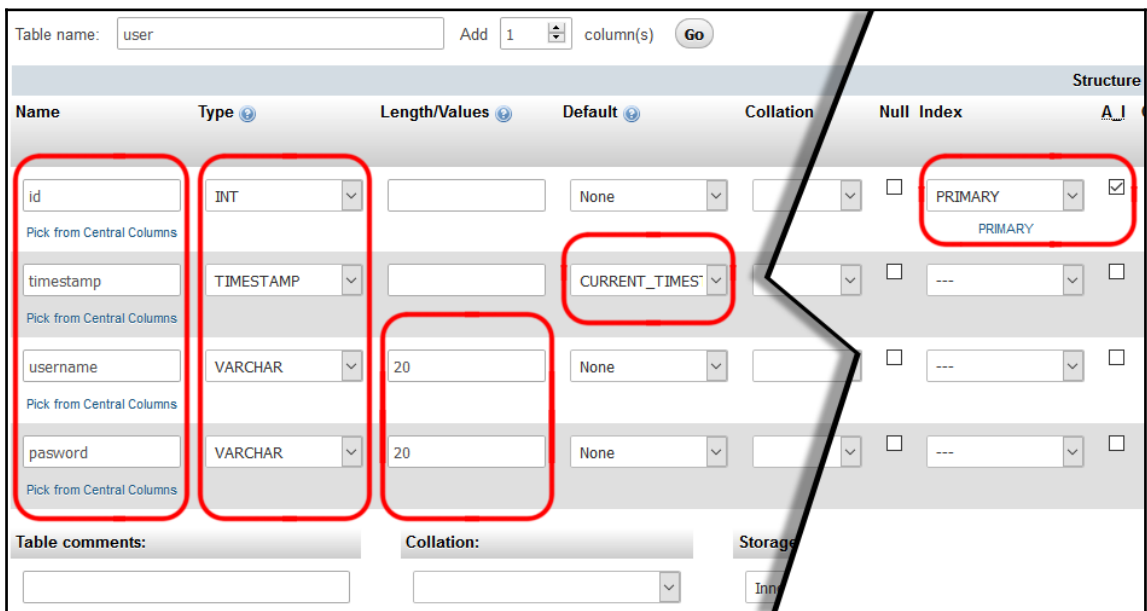 Table name: user Add 1 column(s) Go
Structure
Name Type Length/Values Default Collation Null Index A_I
id INT None PRIMARY
Pick from Central Columns PRIMARY
timestamp TIMESTAMP CURRENT_TIMEST ---
Pick from Central Columns
username VARCHAR 20 None ---
Pick from Central Columns
pasword VARCHAR 20 None ---
Pick from Central Columns
Table comments: Collation: Storage
Inno